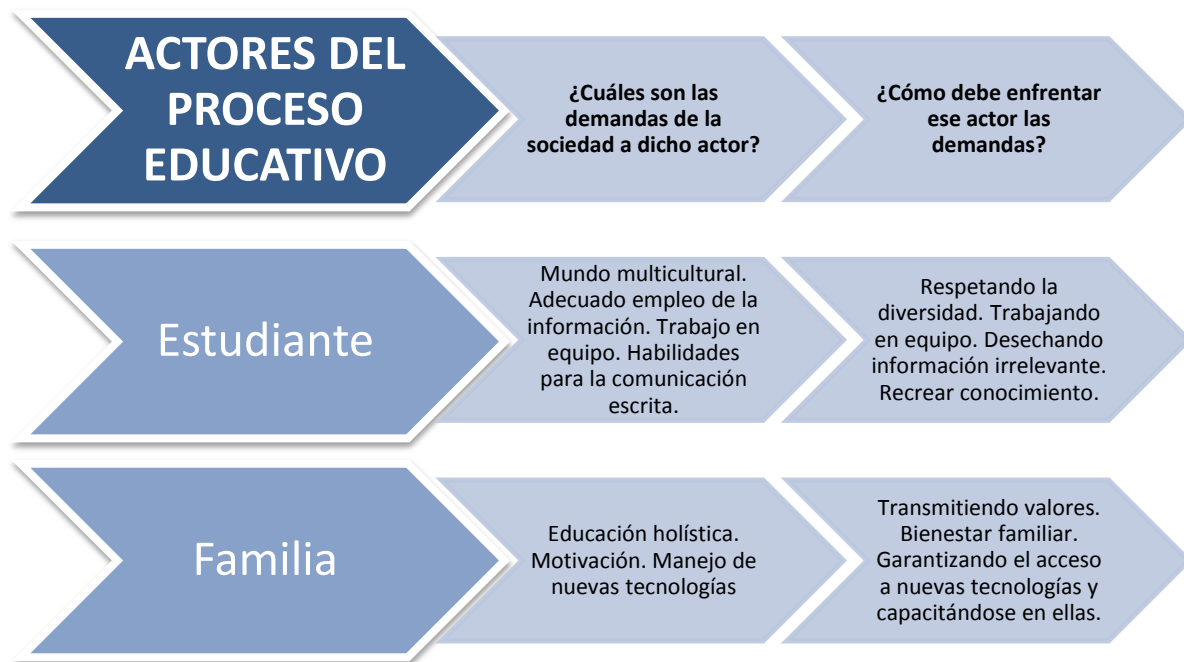 ACTORES DEL
PROCESO
EDUCATIVO
¿Cuáles son las
demandas de la
sociedad a dicho actor?
¿Cómo debe enfrentar
ese actor las
demandas?
Estudiante
Mundo multicultural.
Adecuado empleo de la
información. Trabajo en
equipo. Habilidades
para la comunicación
escrita.
Respetando la
diversidad. Trabajando
en equipo. Desechando
información irrelevante.
Recrear conocimiento.
Familia
Educación holística.
Motivación. Manejo de
nuevas tecnologías
Transmitiendo valores.
Bienestar familiar.
Garantizando el acceso
a nuevas tecnologías y
capacitándose en ellas.